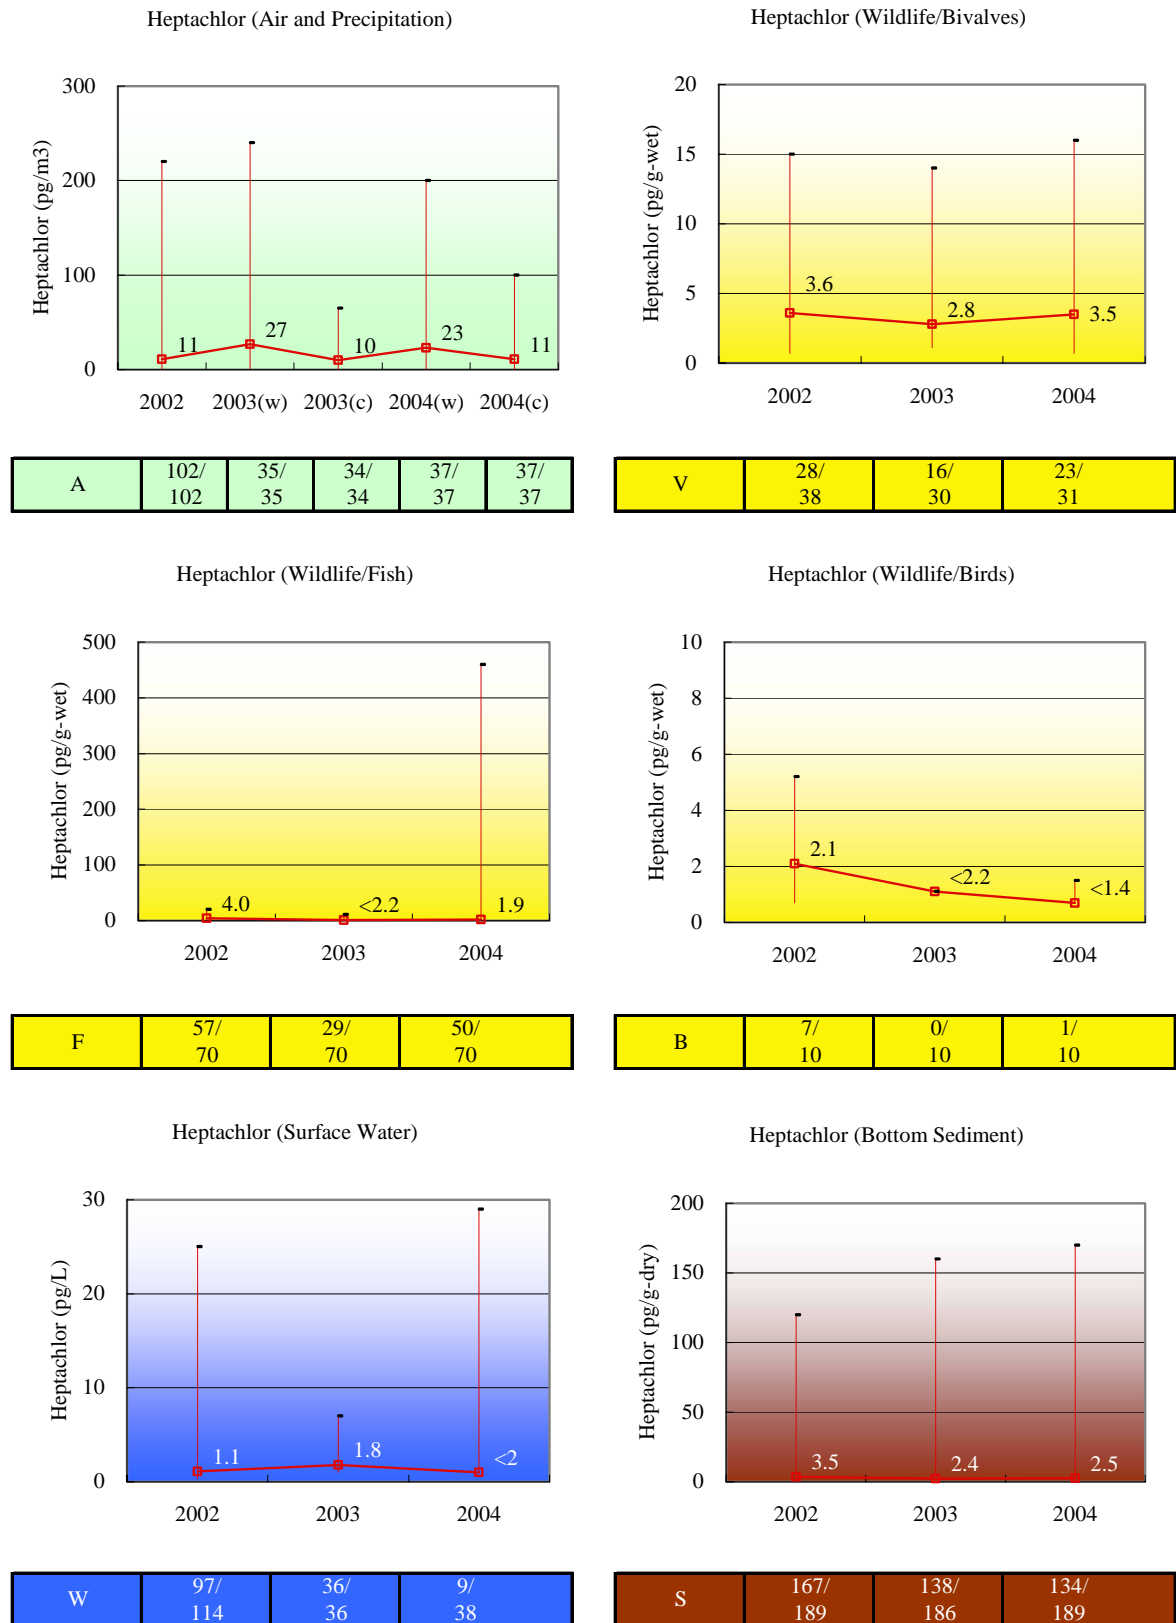 Heptachlor (Air and Precipitation)
300
200
100
0
Heptachlor (pg/m3)
11
27
10
23
11
2002 2003(w) 2003(c) 2004(w) 2004(c)
A 102/ 35/ 34/ 37/ 37/
102 35 34 37 37
Heptachlor (Wildlife/Bivalves)
20
15
10
5
0
Heptachlor (pg/g-wet)
3.6
2.8
3.5
2002 2003 2004
V 28/ 16/ 23/
38 30 31
Heptachlor (Wildlife/Fish)
500
400
300
200
100
0
Heptachlor (pg/g-wet)
4.0
<2.2
1.9
2002 2003 2004
F 57/ 29/ 50/
70 70 70
Heptachlor (Wildlife/Birds)
10
8
6
4
2
0
Heptachlor (pg/g-wet)
2.1
<2.2
<1.4
2002 2003 2004
B 7/ 0/ 1/
10 10 10
Heptachlor (Surface Water)
30
20
10
0
Heptachlor (pg/L)
1.1
1.8
<2
2002 2003 2004
W 97/ 36/ 9/
114 36 38
Heptachlor (Bottom Sediment)
200
150
100
50
0
Heptachlor (pg/g-dry)
3.5
2.4
2.5
2002 2003 2004
S 167/ 138/ 134/
189 186 189